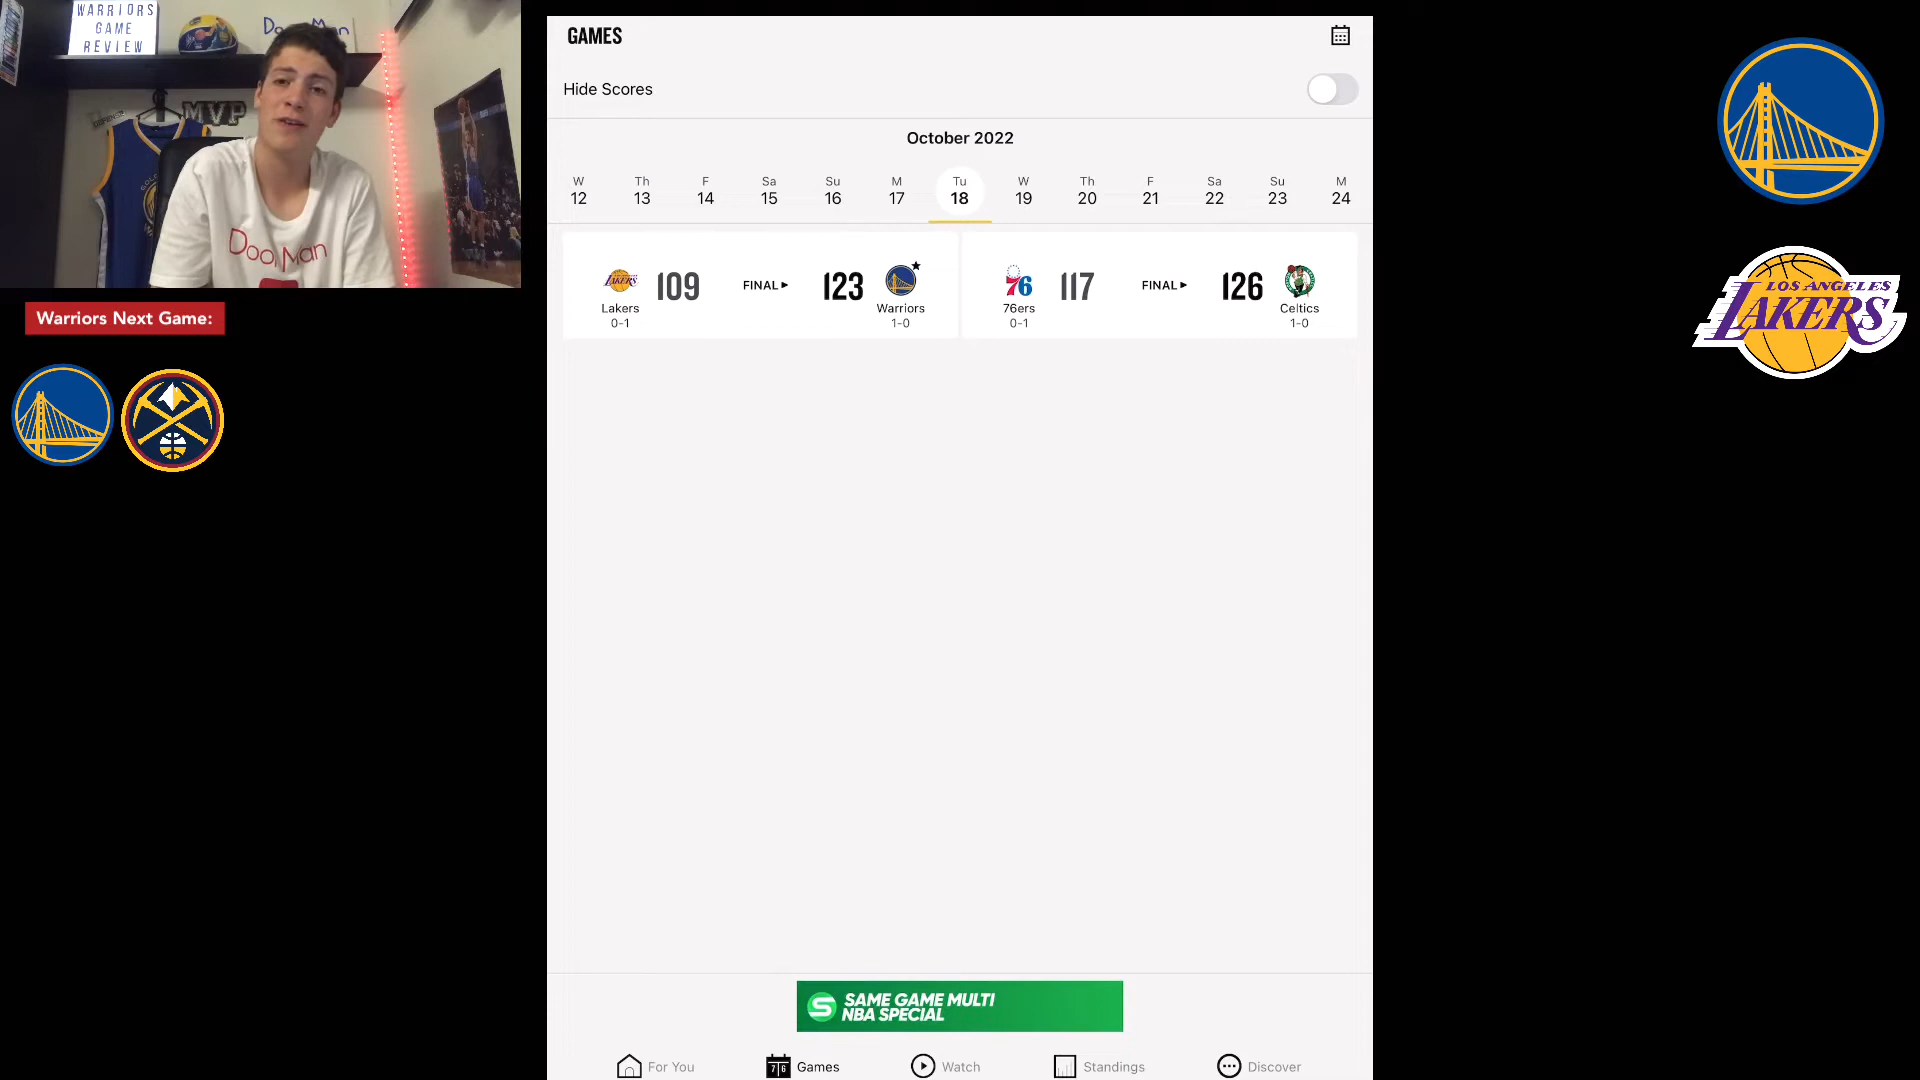 WARRIORS
GAME
REVIEW
MVP
DoorMan
Warriors Next Game:
GAMES
Hide Scores
October 2022
W Th F Sa Su M Tu W Th F Sa Su M
12 13 14 15 16 17 18 19 20 21 22 23 24
109 FINAL 123
Lakers Warriors
0-1 1-0
117 FINAL 126
76ers Celtics
0-1 1-0
LAKERS
76
SAME GAME MULTI
NBA SPECIAL
For You Games Watch Standings Discover
LOS ANGELES
LAKERS